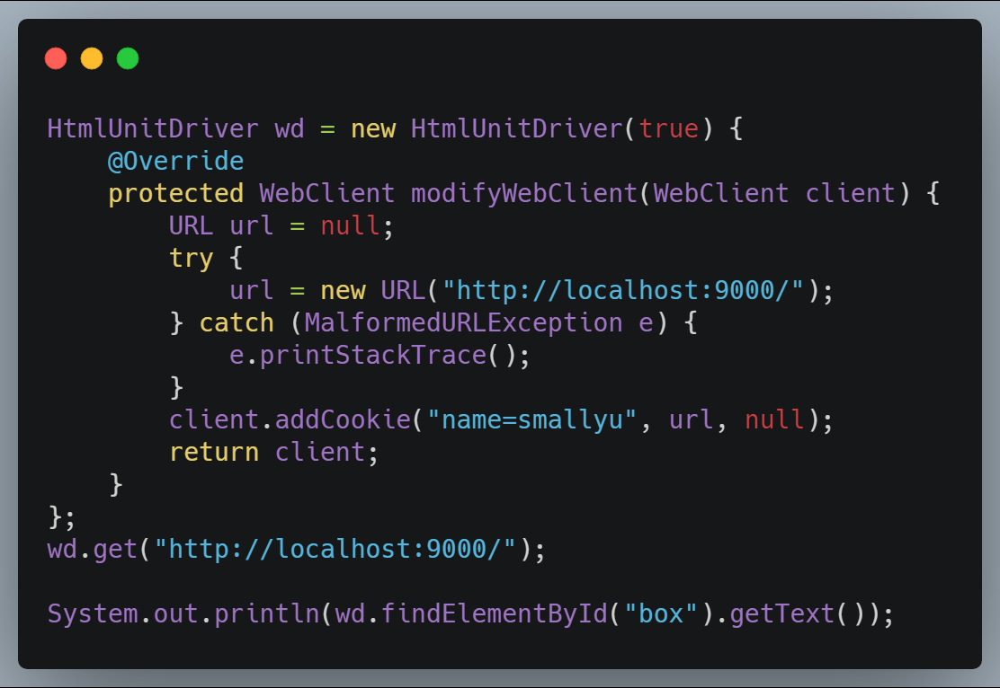 HtmlUnitDriver wd = new HtmlUnitDriver(true) {
    @Override
    protected WebClient modifyWebClient(WebClient client) {
        URL url = null;
        try {
            url = new URL("http://localhost:9000/");
        } catch (MalformedURLException e) {
            e.printStackTrace();
        }
        client.addCookie("name=smallyu", url, null);
        return client;
    }
};
wd.get("http://localhost:9000/");

System.out.println(wd.findElementById("box").getText());